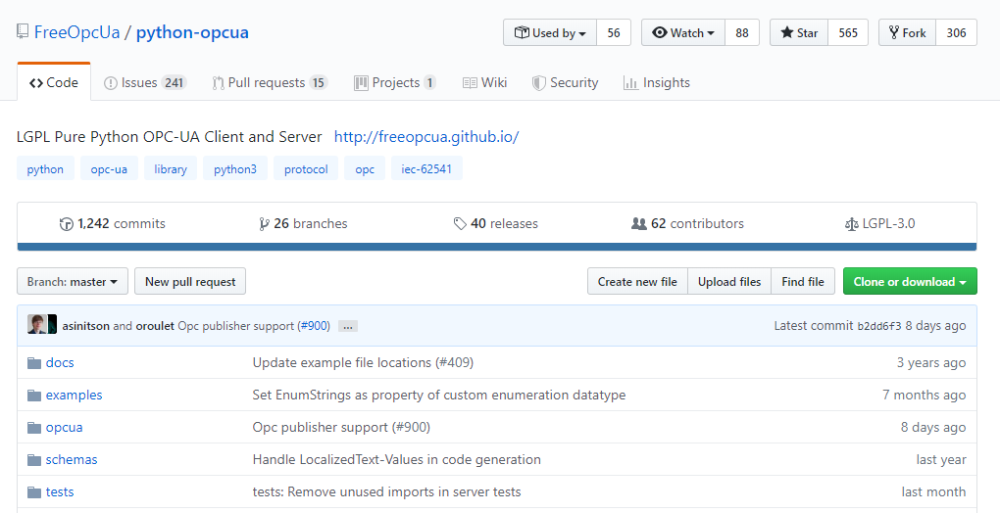 FreeOpcUa / python-opcua Used by 56 Watch 88 Star 565 Fork 306
Code Issues 241 Pull requests 15 Projects 1 Wiki Security Insights
LGPL Pure Python OPC-UA Client and Server http://freeopcua.github.io/
python opc-ua library python3 protocol opc iec-62541
1,242 commits 26 branches 40 releases 62 contributors LGPL-3.0
Branch: master New pull request Create new file Upload files Find file Clone or download
asinitson and oroulet Opc publisher support (#900) ... Latest commit b2dd6f3 8 days ago
docs Update example file locations (#409) 3 years ago
examples Set EnumStrings as property of custom enumeration datatype 7 months ago
opcua Opc publisher support (#900) 8 days ago
schemas Handle LocalizedText-Values in code generation last year
tests tests: Remove unused imports in server tests last month